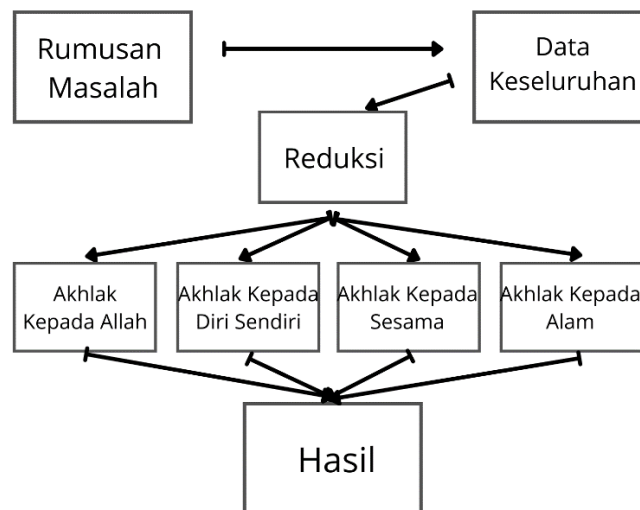 Rumusan
Masalah
Data
Keseluruhan
Reduksi
Akhlak
Kepada Allah
Akhlak Kepada
Diri Sendiri
Akhlak Kepada
Sesama
Akhlak Kepada
Alam
Hasil